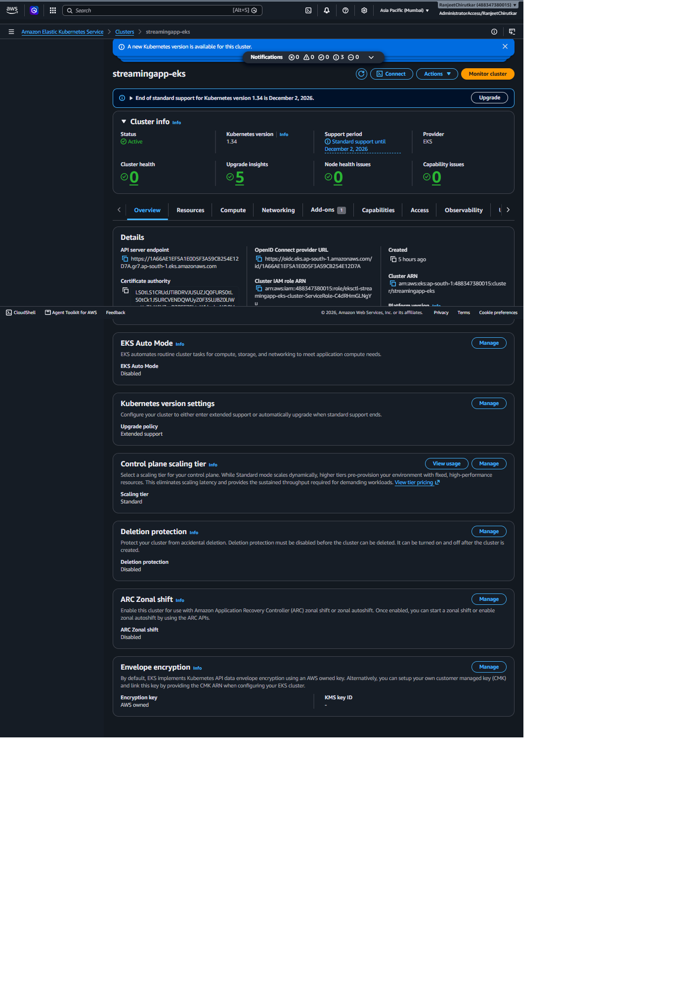 aws
Search [Alt+S]
Asia Pacific (Mumbai)
RanjeetChirutkar (488347380015)
AdministratorAccess/RanjeetChirutkar
Amazon Elastic Kubernetes Service > Clusters > streamingapp-eks
A new Kubernetes version is available for this cluster.
Notifications 0 0 0 3 0
streamingapp-eks
Connect Actions Monitor cluster
End of standard support for Kubernetes version 1.34 is December 2, 2026. Upgrade
Cluster info Info
Status
Active
Kubernetes version Info
1.34
Support period
Standard support until
December 2, 2026
Provider
EKS
Cluster health
0
Upgrade insights
5
Node health issues
0
Capability issues
0
Overview Resources Compute Networking Add-ons 1 Capabilities Access Observability
Details
API server endpoint
https://1A66AE1EF5A1E0D5F3A59CB254E12
D7A.gr7.ap-south-1.eks.amazonaws.com
Certificate authority
LS0tLS1CRUdJTiBDRVJUSUZJQ0FURS0tL
S0tCk1JSURCVENDQWUyZ0F3SUJBZ0lJW
OpenID Connect provider URL
https://oidc.eks.ap-south-1.amazonaws.com/
id/1A66AE1EF5A1E0D5F3A59CB254E12D7A
Cluster IAM role ARN
arn:aws:iam::488347380015:role/eksctl-strea
mingapp-eks-cluster-ServiceRole-C4dRHmGLNgY
u
Created
5 hours ago
Cluster ARN
arn:aws:eks:ap-south-1:488347380015:cluste
r/streamingapp-eks
Platform version Info
CloudShell Agent Toolkit for AWS Feedback © 2026, Amazon Web Services, Inc. or its affiliates. Privacy Terms Cookie preferences
EKS Auto Mode Info Manage
EKS automates routine cluster tasks for compute, storage, and networking to meet application compute needs.
EKS Auto Mode
Disabled
Kubernetes version settings Manage
Configure your cluster to either enter extended support or automatically upgrade when standard support ends.
Upgrade policy
Extended support
Control plane scaling tier Info View usage Manage
Select a scaling tier for your control plane. While Standard mode scales dynamically, higher tiers pre-provision your environment with fixed, high-performance
resources. This eliminates scaling latency and provides the sustained throughput required for demanding workloads. View tier pricing
Scaling tier
Standard
Deletion protection Info Manage
Protect your cluster from accidental deletion. Deletion protection must be disabled before the cluster can be deleted. It can be turned on and off after the cluster is
created.
Deletion protection
Disabled
ARC Zonal shift Info Manage
Enable this cluster for use with Amazon Application Recovery Controller (ARC) zonal shift or zonal autoshift. Once enabled, you can start a zonal shift or enable
zonal autoshift by using the ARC APIs.
ARC Zonal shift
Disabled
Envelope encryption Info Manage
By default, EKS implements Kubernetes API data envelope encryption using an AWS owned key. Alternatively, you can setup your own customer managed key (CMK)
and link this key by providing the CMK ARN when configuring your EKS cluster.
Encryption key
AWS owned
KMS key ID
-